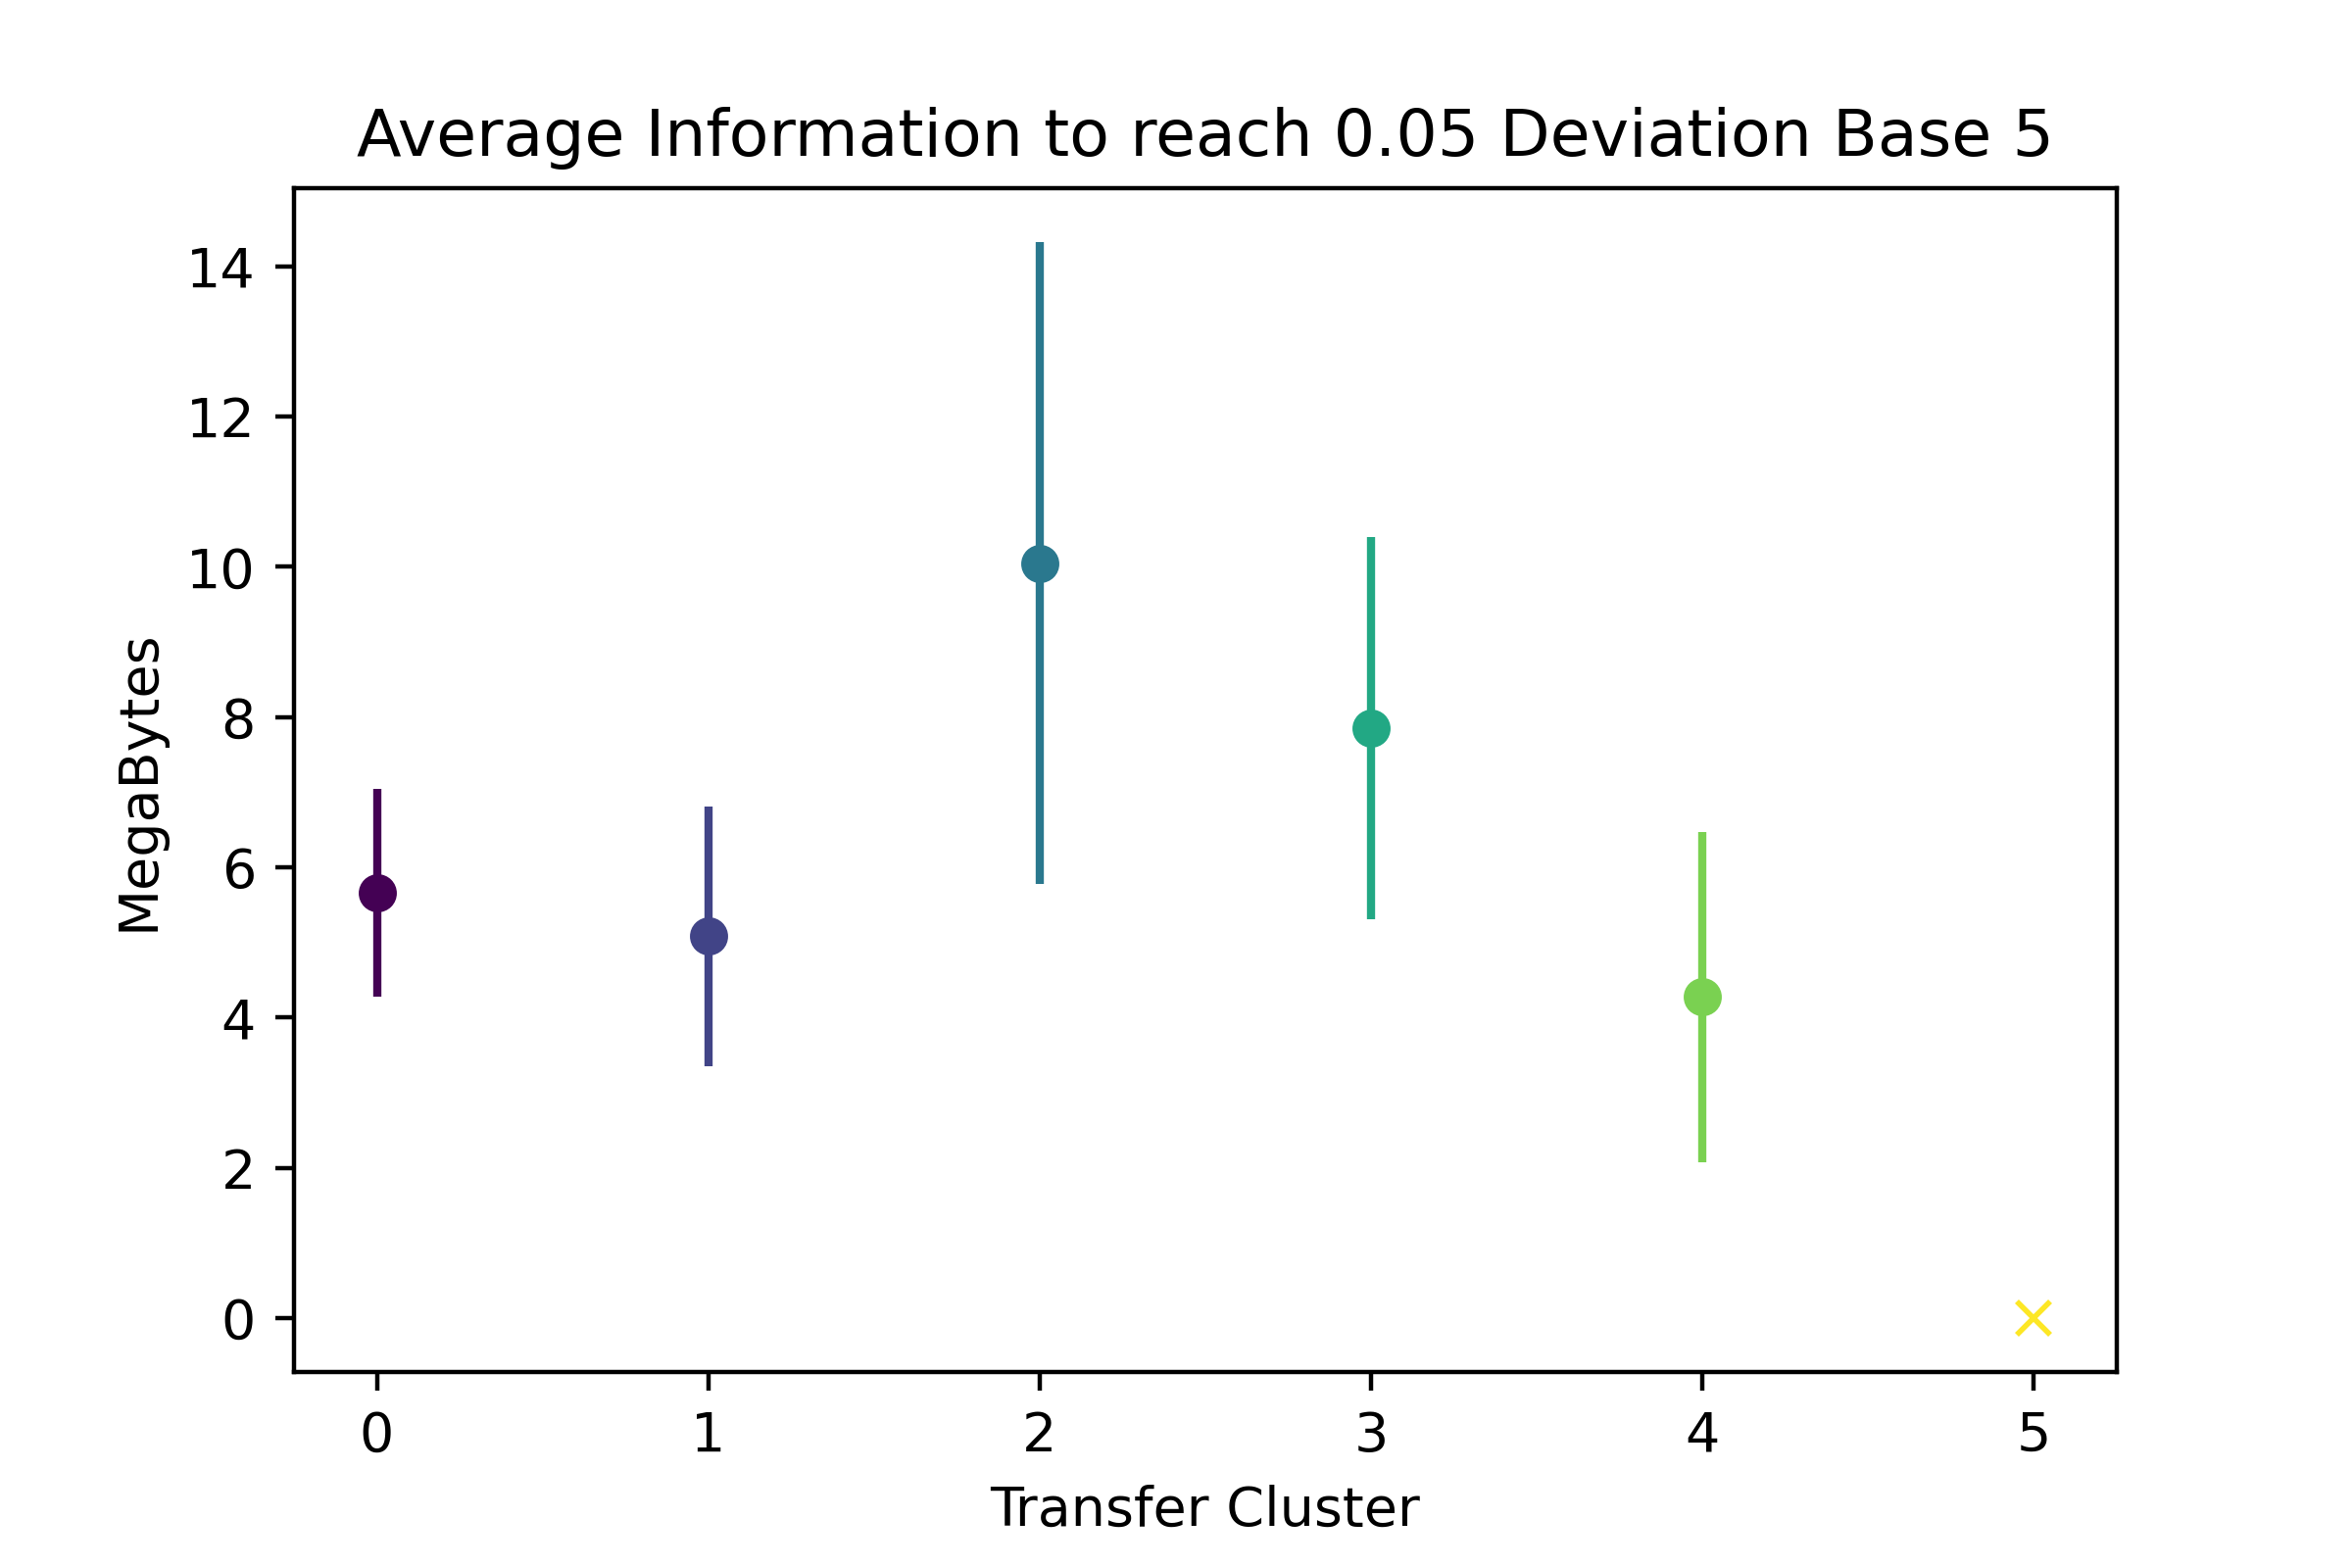 Average Information to reach 0.05 Deviation Base 5
14
12
10
8
6
4
2
0
MegaBytes
0 1 2 3 4 5
Transfer Cluster